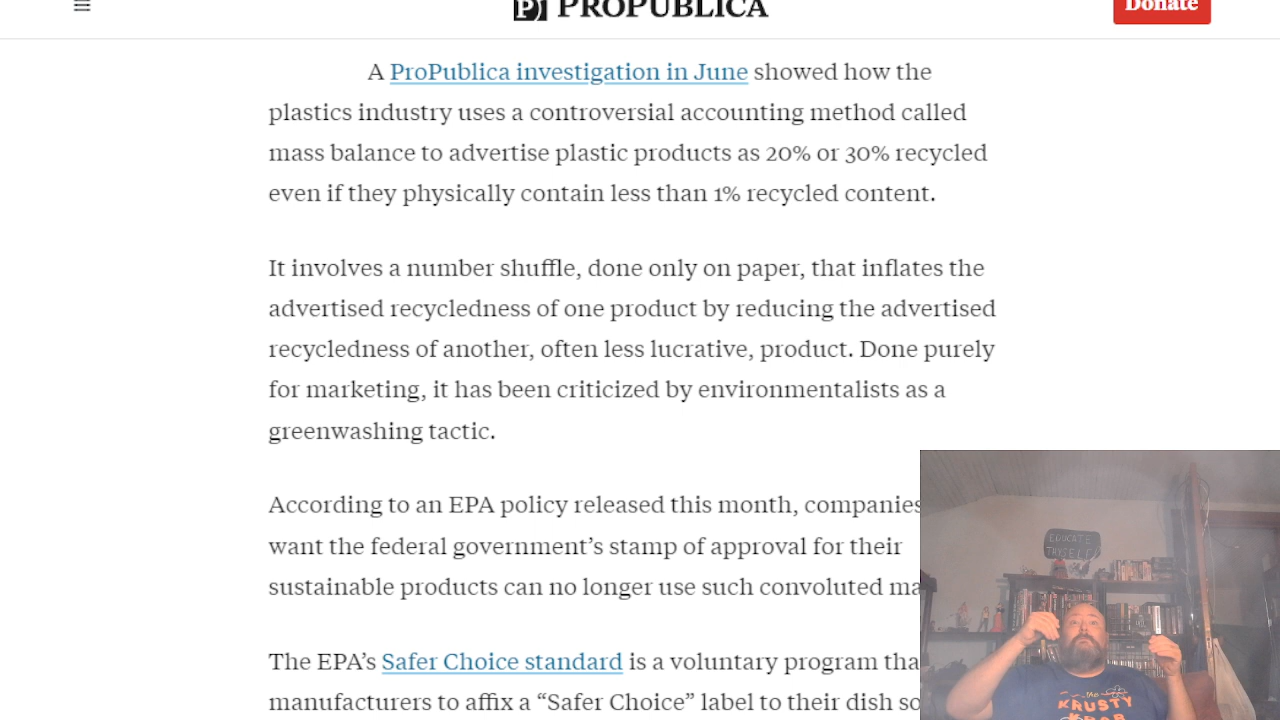 PROPUBLICA
Donate
A ProPublica investigation in June showed how the
plastics industry uses a controversial accounting method called
mass balance to advertise plastic products as 20% or 30% recycled
even if they physically contain less than 1% recycled content.
It involves a number shuffle, done only on paper, that inflates the
advertised recycledness of one product by reducing the advertised
recycledness of another, often less lucrative, product. Done purely
for marketing, it has been criticized by environmentalists as a
greenwashing tactic.
According to an EPA policy released this month, companies
want the federal government’s stamp of approval for their
sustainable products can no longer use such convoluted ma
The EPA’s Safer Choice standard is a voluntary program tha
manufacturers to affix a “Safer Choice” label to their dish so
EDUCATE
THYSELF
THE
KRUSTY
KRAB